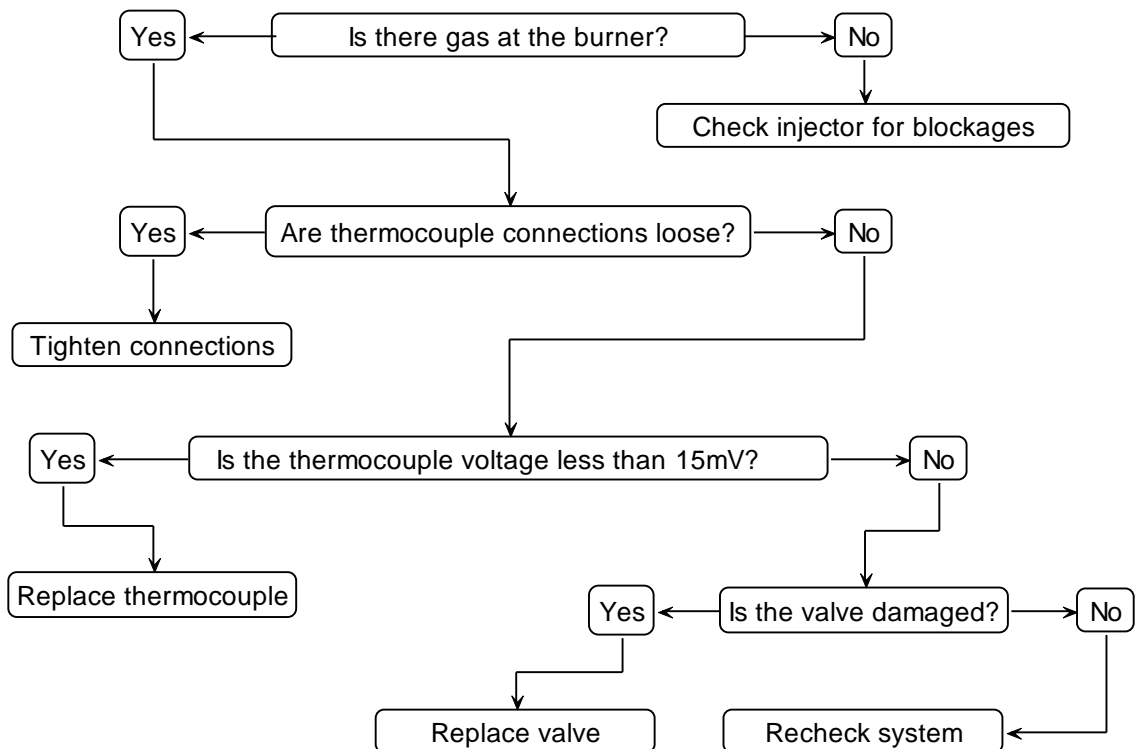 Yes
Is there gas at the burner?
No
Check injector for blockages
Yes
Are thermocouple connections loose?
No
Tighten connections
Yes
Is the thermocouple voltage less than 15mV?
No
Replace thermocouple
Yes
Is the valve damaged?
No
Replace valve
Recheck system